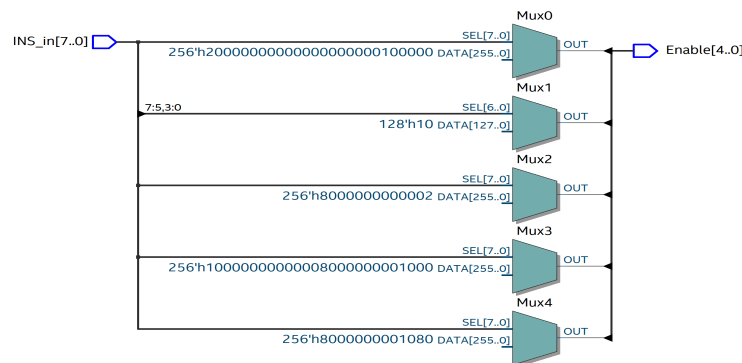 INS_in[7..0]
Mux0
SEL[7..0]
256'h20000000000000000000100000 DATA[255..0]
OUT
Enable[4..0]
Mux1
7:5,3:0
SEL[6..0]
128'h10 DATA[127..0]
OUT
Mux2
SEL[7..0]
256'h8000000000002 DATA[255..0]
OUT
Mux3
SEL[7..0]
256'h10000000000008000000001000 DATA[255..0]
OUT
Mux4
SEL[7..0]
256'h8000000001080 DATA[255..0]
OUT